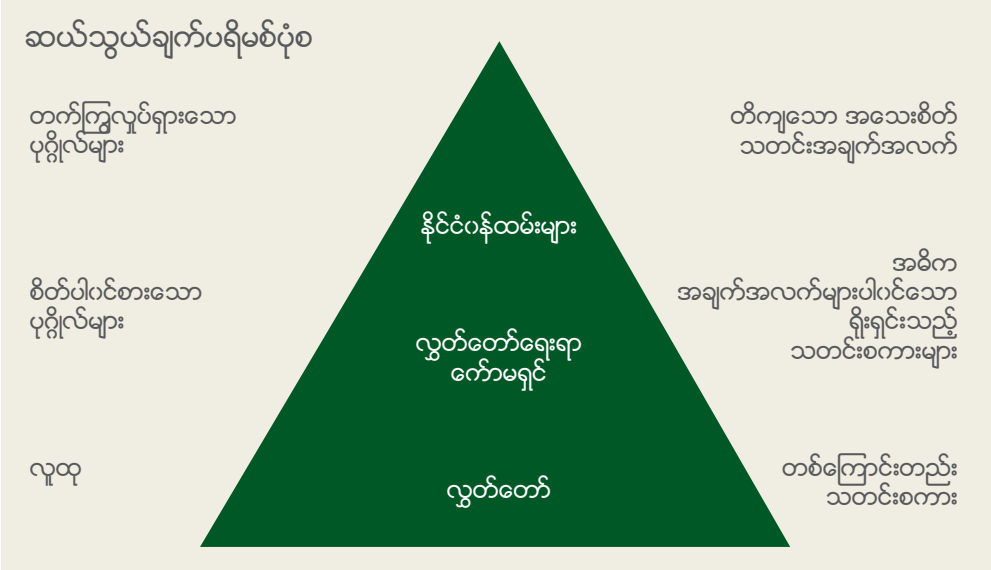 ဆယ်သွယ်ချက်ပရိမစ်ပုံစ
တက်ကြွလှုပ်ရှားသော
ပုဂ္ဂိုလ်များ
တိကျသော အသေးစိတ်
သတင်းအချက်အလက်
နိုင်ငံ၀န်ထမ်းများ
စိတ်ပါ၀င်စားသော
ပုဂ္ဂိုလ်များ
အဓိက
အချက်အလက်များပါ၀င်သော
ရိုးရှင်းသည့်
သတင်းစကားများ
လွှတ်တော်ရေးရာ
ကော်မရှင်
လူထု
လွှတ်တော်
တစ်ကြောင်းတည်း
သတင်းစကား